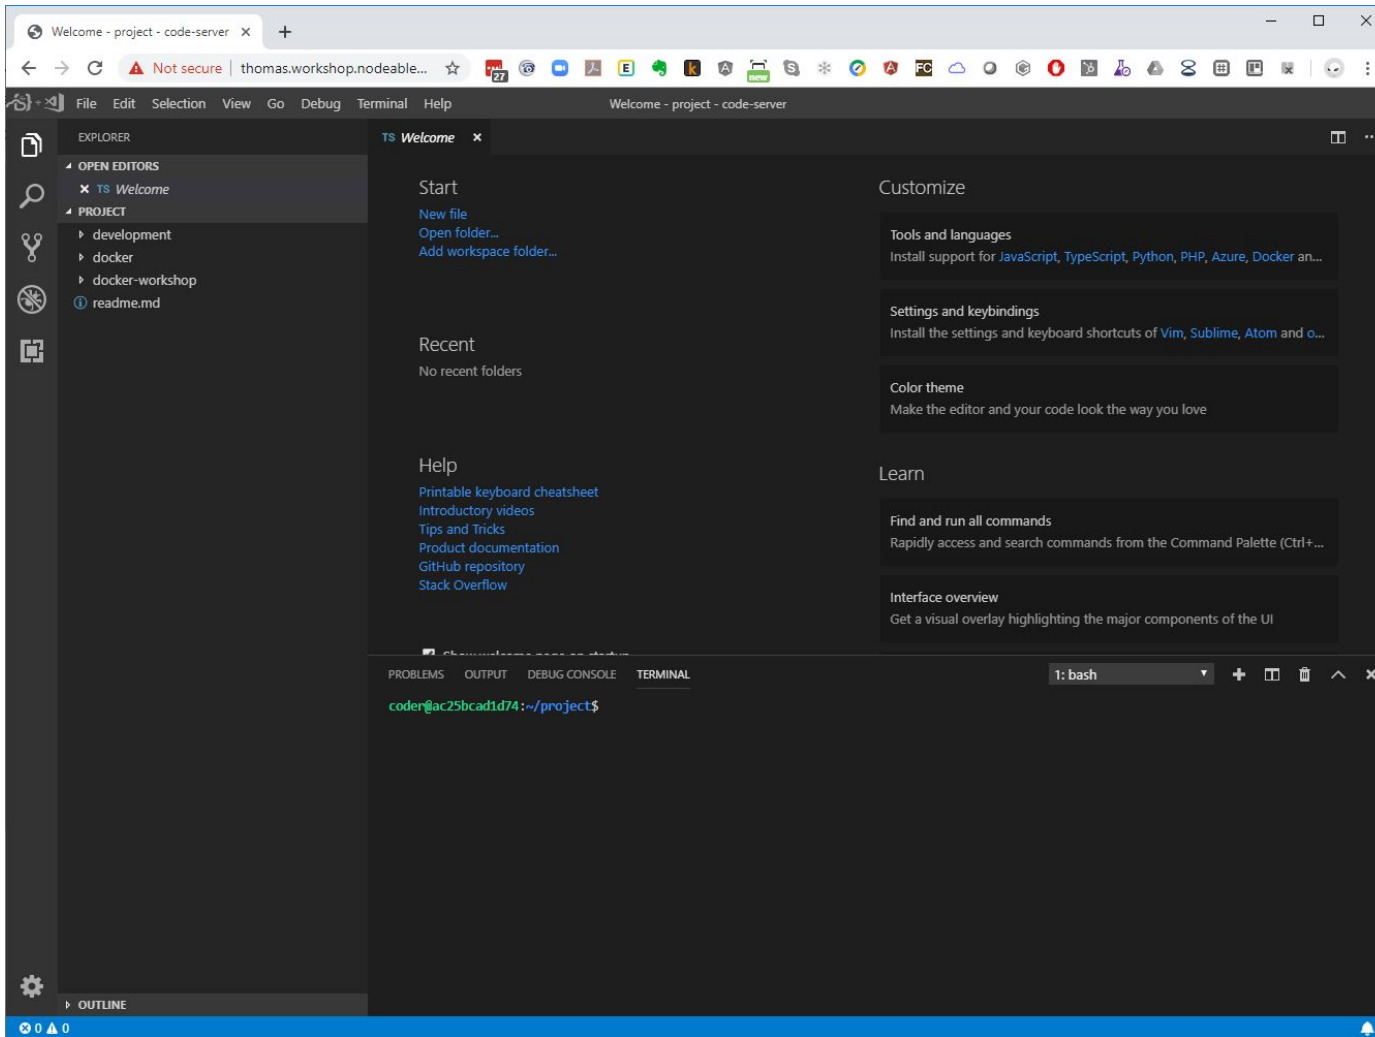 Welcome - project - code-server
Not secure | thomas.workshop.nodeable...
27
new
File Edit Selection View Go Debug Terminal Help
Welcome - project - code-server
EXPLORER
OPEN EDITORS
TS Welcome
PROJECT
development
docker
docker-workshop
readme.md
OUTLINE
TS Welcome
Start
New file
Open folder...
Add workspace folder...
Recent
No recent folders
Help
Printable keyboard cheatsheet
Introductory videos
Tips and Tricks
Product documentation
GitHub repository
Stack Overflow
Show welcome page on startup
Customize
Tools and languages
Install support for JavaScript, TypeScript, Python, PHP, Azure, Docker an...
Settings and keybindings
Install the settings and keyboard shortcuts of Vim, Sublime, Atom and o...
Color theme
Make the editor and your code look the way you love
Learn
Find and run all commands
Rapidly access and search commands from the Command Palette (Ctrl+...
Interface overview
Get a visual overlay highlighting the major components of the UI
PROBLEMS OUTPUT DEBUG CONSOLE TERMINAL
1: bash
coder@ac25bcad1d74:~/project$
0 0